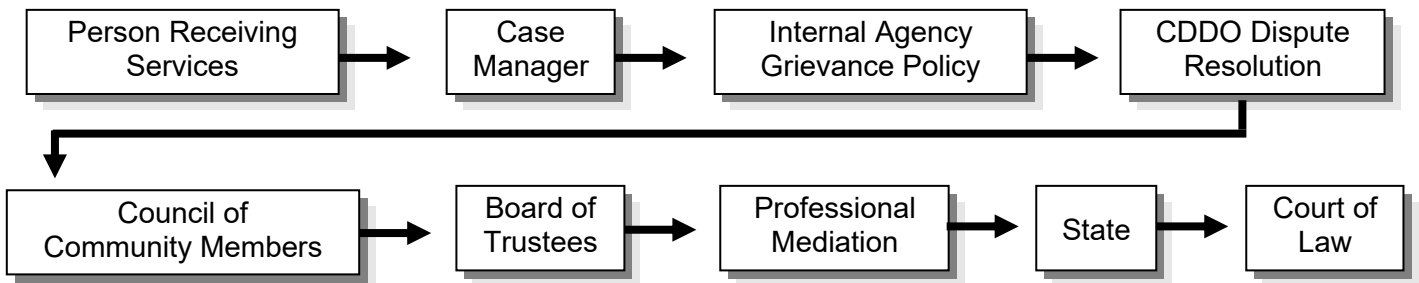 Person Receiving
Services
Case
Manager
Internal Agency
Grievance Policy
CDDO Dispute
Resolution
Council of
Community Members
Board of
Trustees
Professional
Mediation
State
Court of
Law